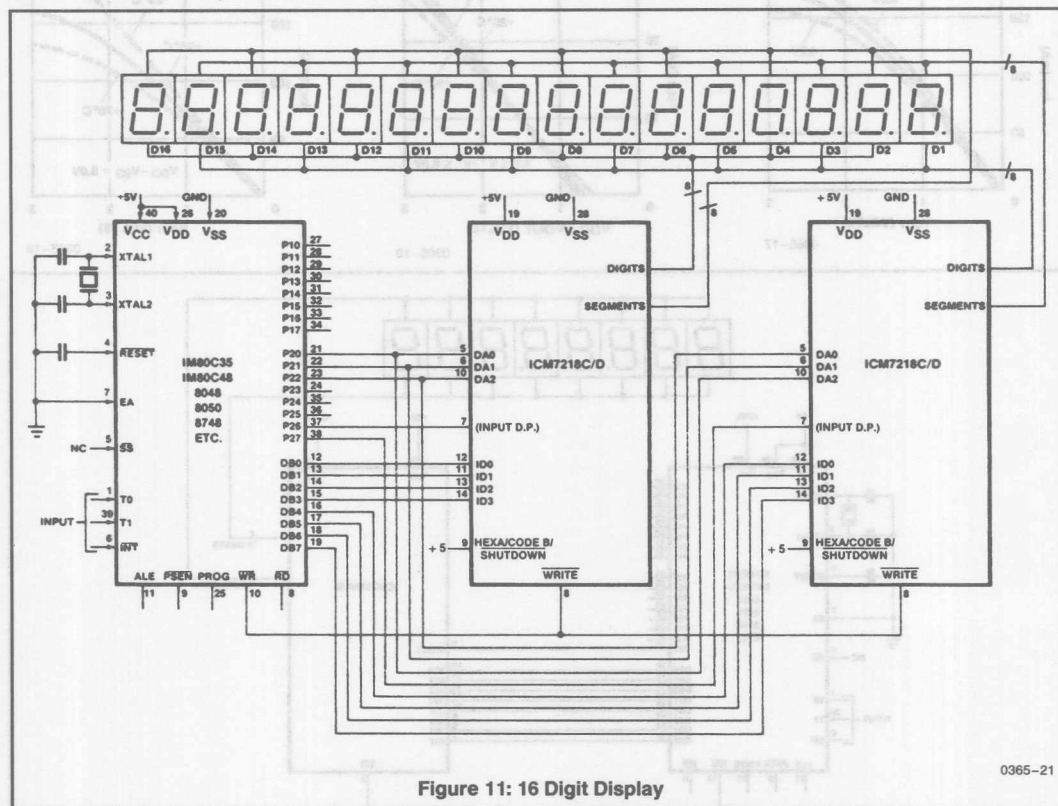 8
D16 D15 D14 D13 D12 D11 D10 D9 D8 D7 D6 D5 D4 D3 D2 D1
8
8
8
+5V GND
40 26 20
VCC VDD VSS
2 XTAL1
3 XTAL2
4 RESET
7 EA
NC 5 SS
1 T0
INPUT 39 T1
6 INT
IM80C35
IM80C48
8048
8050
8748
ETC.
P10 27
P11 28
P12 29
P13 30
P14 31
P15 32
P16 33
P17 34
P20 21
P21 22
P22 23
P23 24
P24 35
P25 36
P26 37
P27 38
DB0 12
DB1 13
DB2 14
DB3 15
DB4 16
DB5 17
DB6 18
DB7 19
ALE PSEN PROG WR RD
11 9 25 10 8
+5V GND
19 28
VDD VSS
DIGITS
SEGMENTS
5 DA0
6 DA1
10 DA2
ICM7218C/D
7 (INPUT D.P.)
12 ID0
11 ID1
13 ID2
14 ID3
+ 5 9 HEXA/CODE B/
SHUTDOWN
WRITE
8
+ 5V GND
19 28
VDD VSS
DIGITS
SEGMENTS
5 DA0
6 DA1
10 DA2
ICM7218C/D
7 (INPUT D.P.)
12 ID0
11 ID1
13 ID2
14 ID3
+ 5 9 HEXA/CODE B/
SHUTDOWN
WRITE
8
0365–21
Figure 11: 16 Digit Display